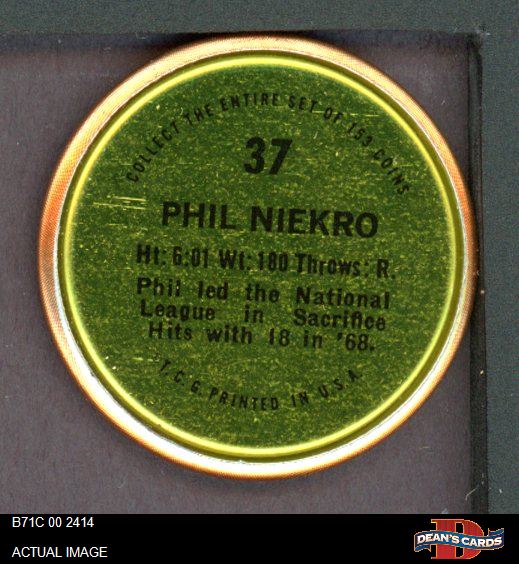 COLLECT THE ENTIRE SET OF 153 COINS
37
PHIL NIEKRO
Ht: 6:01 Wt: 180 Throws: R.
Phil led the National
League in Sacrifice
Hits with 18 in '68.
T.C.G. PRINTED IN U.S.A.
B71C 00 2414
ACTUAL IMAGE
D
DEAN'S CARDS